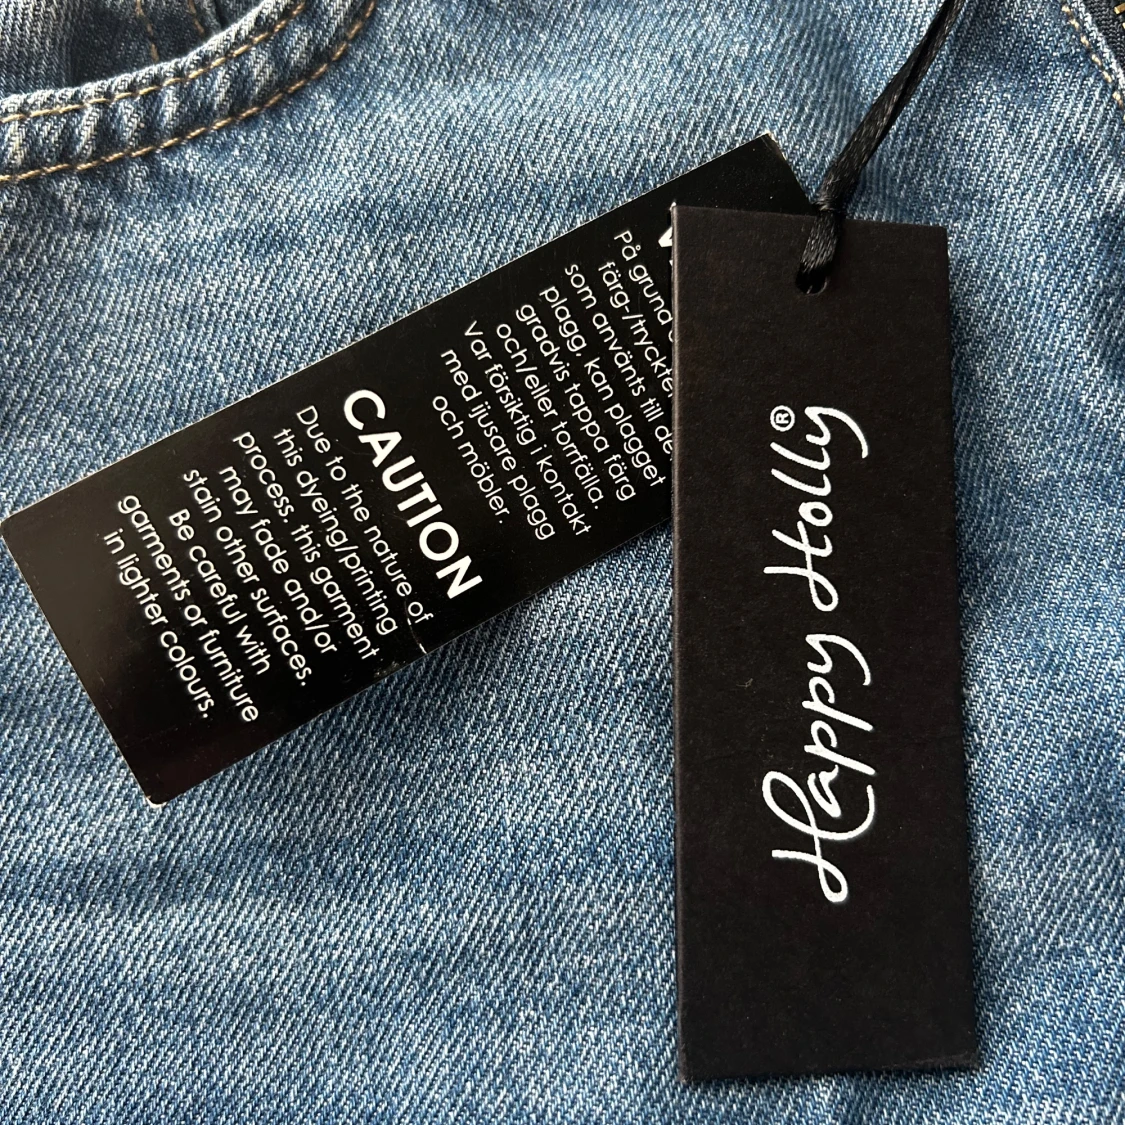 På grund
färg-/tryckte
som använts till de
plagg, kan plagget
gradvis tappa färg
och/eller torrfälla.
Var försiktig i kontakt
med ljusare plagg
och möbler.
CAUTION
Due to the nature of
this dyeing/printing
process, this garment
may fade and/or
stain other surfaces.
Be careful with
garments or furniture
in lighter colours.
Happy Holly®